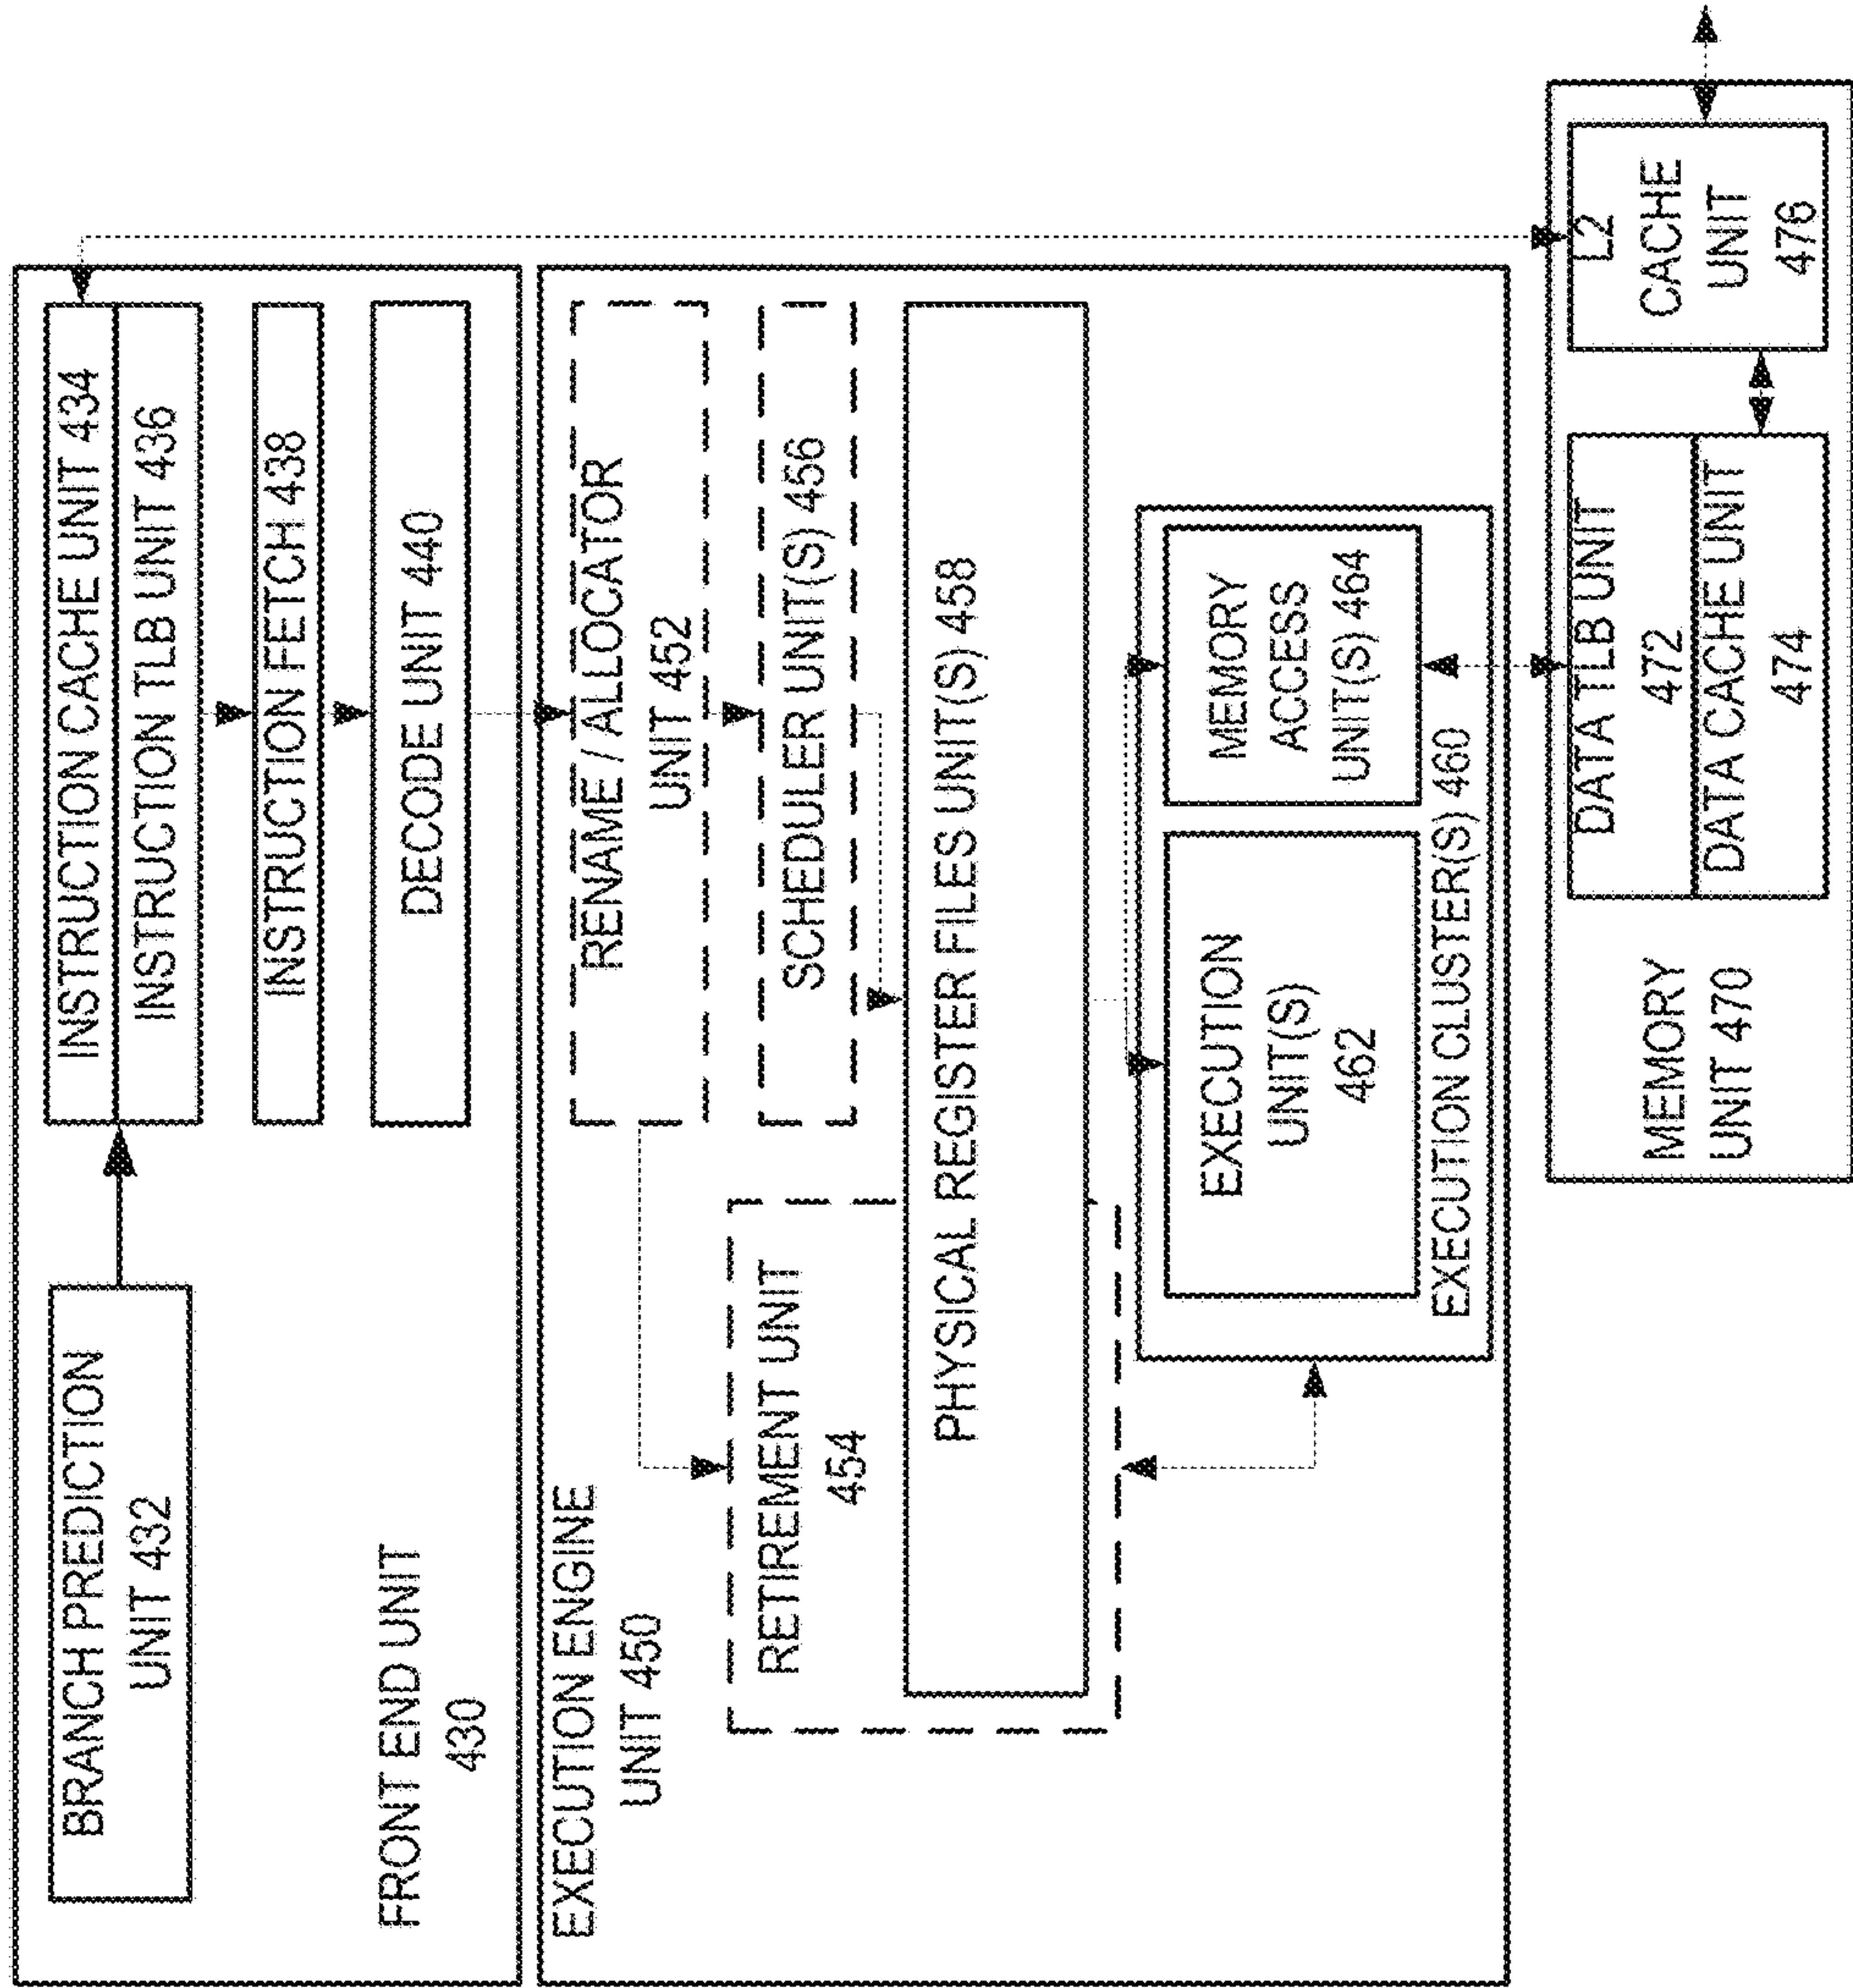 BRANCH PREDICTION
UNIT 432
INSTRUCTION CACHE UNIT 434
INSTRUCTION TLB UNIT 436
INSTRUCTION FETCH 438
DECODE UNIT 440
FRONT END UNIT
430
EXECUTION ENGINE
UNIT 450
RENAME / ALLOCATOR
UNIT 452
RETIREMENT UNIT
454
SCHEDULER UNIT(S) 456
PHYSICAL REGISTER FILES UNIT(S) 458
EXECUTION
UNIT(S)
462
MEMORY
ACCESS
UNIT(S) 464
EXECUTION CLUSTER(S) 460
MEMORY
UNIT 470
DATA TLB UNIT
472
DATA CACHE UNIT
474
L2
CACHE
UNIT
476